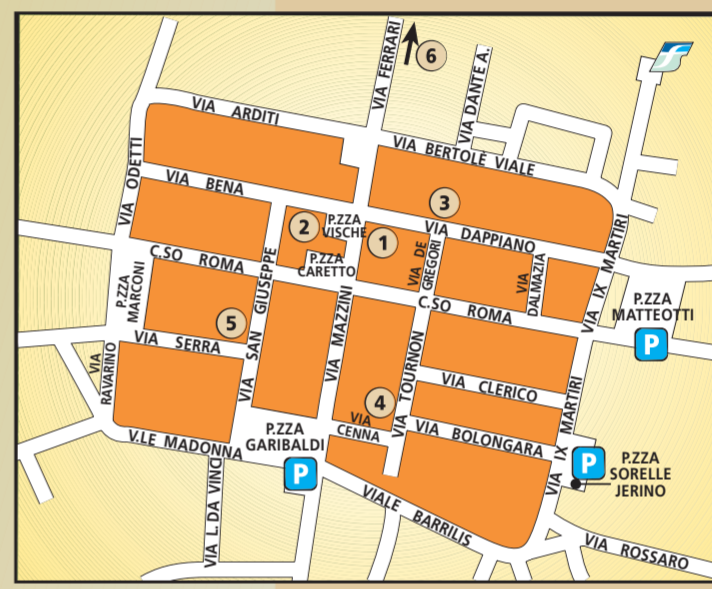 VIA FERRARI
6
VIA DANTE A.
VIA ARDITI
VIA BERTOLÈ VIALE
VIA ODETTI
VIA BENA
3
2
P.ZZA
VISCHE
1
VIA DAPPIANO
VIA DE
GREGORI
C.SO ROMA
P.ZZA
CARETTO
VIA
DALMAZIA
VIA IX MARTIRI
P.ZZA
MARCONI
VIA SAN GIUSEPPE
VIA MAZZINI
C.SO ROMA
P.ZZA
MATTEOTTI
P
5
VIA SERRA
VIA
RAVARINO
VIA TOURNON
VIA CLERICO
4
VIA
CENNA
VIA BOLONGARA
VIA IX MARTIRI
V.LE MADONNA
P.ZZA
GARIBALDI
P
P
P.ZZA
SORELLE
JERINO
VIA L. DA VINCI
VIALE BARRILIS
VIA ROSSARO